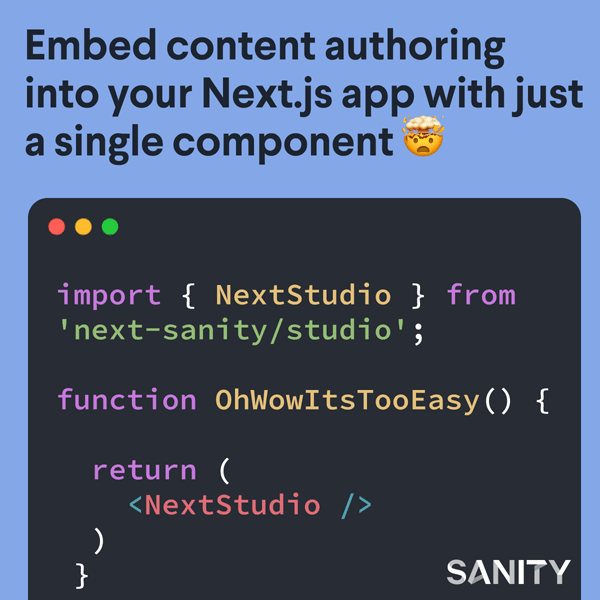 Embed content authoring
into your Next.js app with just
a single component 🤯
import { NextStudio } from
'next-sanity/studio';
function OhWowItsTooEasy() {
return (
<NextStudio />
)
}
SANITY